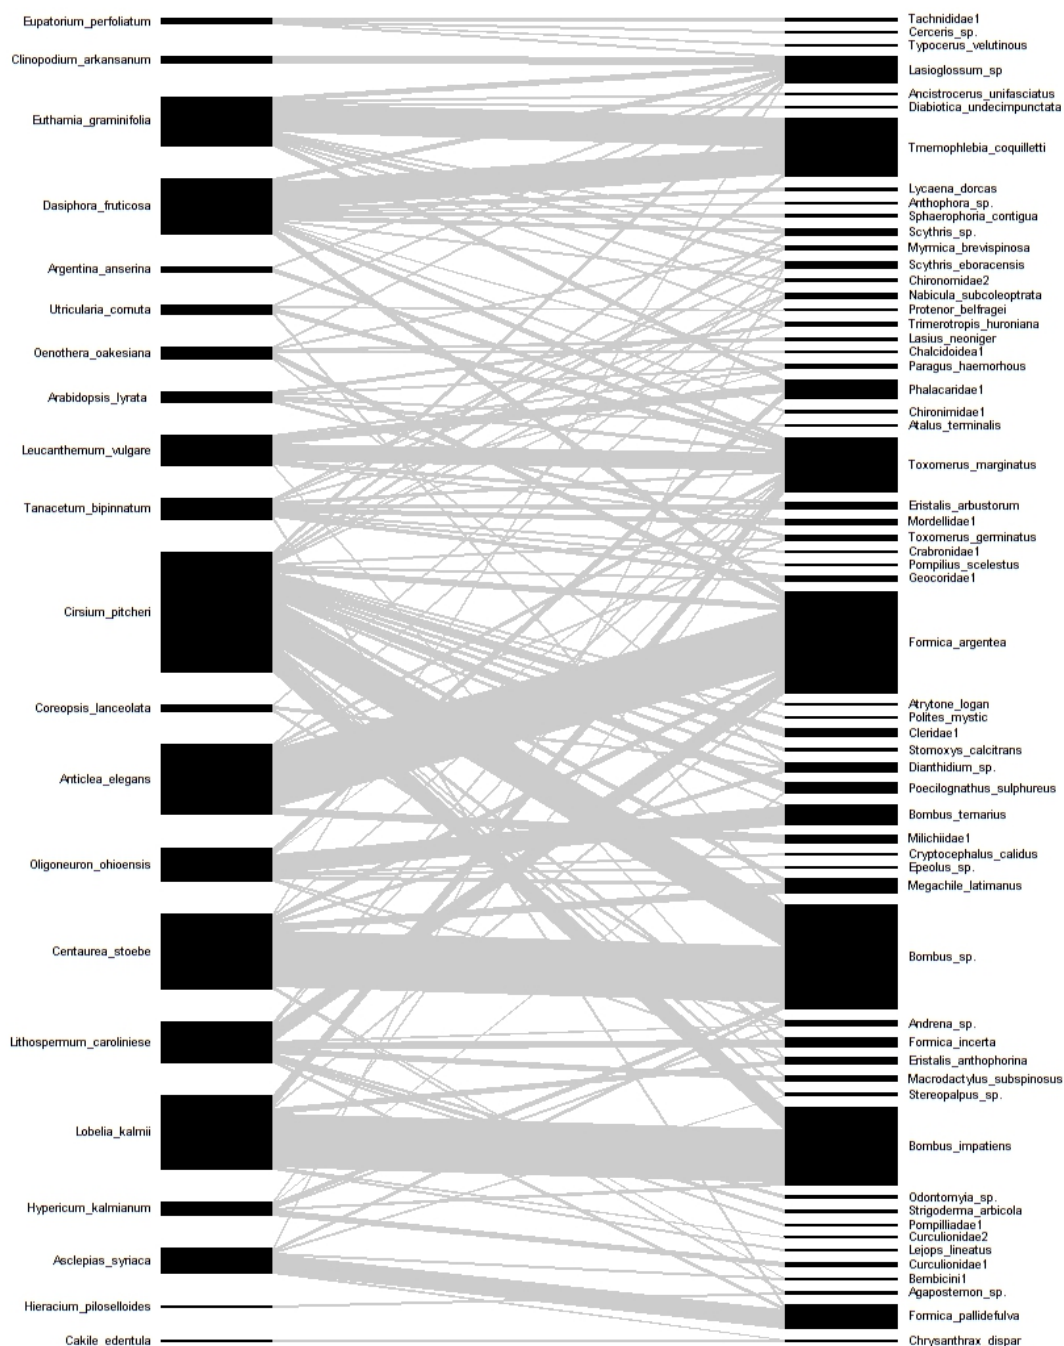 Eupatorium_perfoliatum
Clinopodium_arkansanum
Euthamia_graminifolia
Dasiphora_fruticosa
Argentina_anserina
Utricularia_cornuta
Oenothera_oakesiana
Arabidopsis_lyrata
Leucanthemum_vulgare
Tanacetum_bipinnatum
Cirsium_pitcheri
Coreopsis_lanceolata
Anticlea_elegans
Oligoneuron_ohioensis
Centaurea_stoebe
Lithospermum_caroliniese
Lobelia_kalmii
Hypericum_kalmianum
Asclepias_syriaca
Hieracium_piloselloides
Cakile_edentula
Tachnididae1
Cerceris_sp.
Typocerus_velutinous
Lasioglossum_sp
Ancistrocerus_unifasciatus
Diabiotica_undecimpunctata
Tmemophlebia_coquilletti
Lycaena_dorcas
Anthophora_sp.
Sphaerophoria_contigua
Scythris_sp.
Myrmica_brevispinosa
Scythris_eboracensis
Chironomidae2
Nabicula_subcoleoptrata
Protenor_belfragei
Trimerotropis_huroniana
Lasius_neoniger
Chalcidoidea1
Paragus_haemorhous
Phalacaridae1
Chironimidae1
Atalus_terminalis
Toxomerus_marginatus
Eristalis_arbustorum
Mordellidae1
Toxomerus_germinatus
Crabronidae1
Pompilius_scelestus
Geocoridae1
Formica_argentea
Atrytone_logan
Polites_mystic
Cleridae1
Stomoxys_calcitrans
Dianthidium_sp.
Poecilognathus_sulphureus
Bombus_ternarius
Milichiidae1
Cryptocephalus_calidus
Epeolus_sp.
Megachile_latimanus
Bombus_sp.
Andrena_sp.
Formica_incerta
Eristalis_anthophorina
Macrodactylus_subspinosus
Stereopalpus_sp.
Bombus_impatiens
Odontomyia_sp.
Strigoderma_arbicola
Pompilliadae1
Curculionidae2
Lejops_lineatus
Curculionidae1
Bembicini1
Agapostemon_sp.
Formica_pallidefulva
Chrysanthrax_dispar